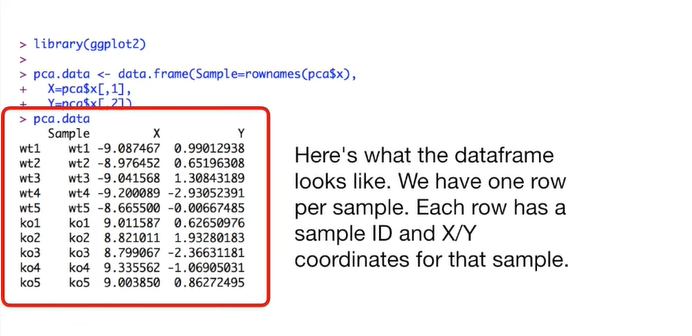 > library(ggplot2)
>
> pca.data <- data.frame(Sample=rownames(pca$x),
+ X=pca$x[,1],
+ Y=pca$x[,2])
> pca.data
Sample X Y
wt1 wt1 -9.087467 0.99012938
wt2 wt2 -8.976452 0.65196308
wt3 wt3 -9.041568 1.30843189
wt4 wt4 -9.200089 -2.93052391
wt5 wt5 -8.665500 -0.00667485
ko1 ko1 9.011587 0.62650976
ko2 ko2 8.821011 1.93280183
ko3 ko3 8.799067 -2.36631181
ko4 ko4 9.335562 -1.06905031
ko5 ko5 9.003850 0.86272495
Here's what the dataframe
looks like. We have one row
per sample. Each row has a
sample ID and X/Y
coordinates for that sample.